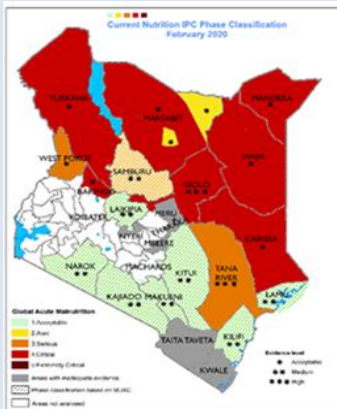 Current Nutrition IPC Phase Classification
February 2020
TURKANA
MARSABIT
MANDERA
WEST POKOT
WAJIR
SAMBURU
ISIOLO
BARINGO
LAIKIPIA
MERU
KOIBATEK
NYERI
MBEERE
GARISSA
MACHAKOS
NAROK
KITUI
TANA
RIVER
KAJIADO
MAKUENI
LAMU
KILIFI
TAITA TAVETA
KWALE
Global Acute Malnutrition
1 Acceptable
3 Serious
4 Critical
5 Extremely Critical
Areas with inadequate evidence
Phase classification based on MUAC
Areas not analysed
Evidence level
Acceptable
Medium
High